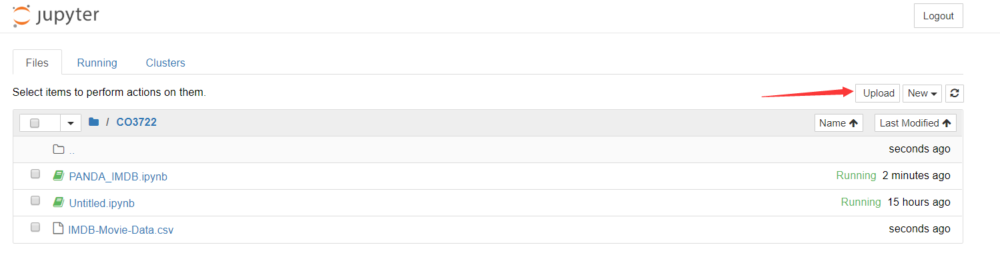 jupyter
Logout
Files Running Clusters
Select items to perform actions on them.
Upload New
/ CO3722 Name Last Modified
.. seconds ago
PANDA_IMDB.ipynb Running 2 minutes ago
Untitled.ipynb Running 15 hours ago
IMDB-Movie-Data.csv seconds ago